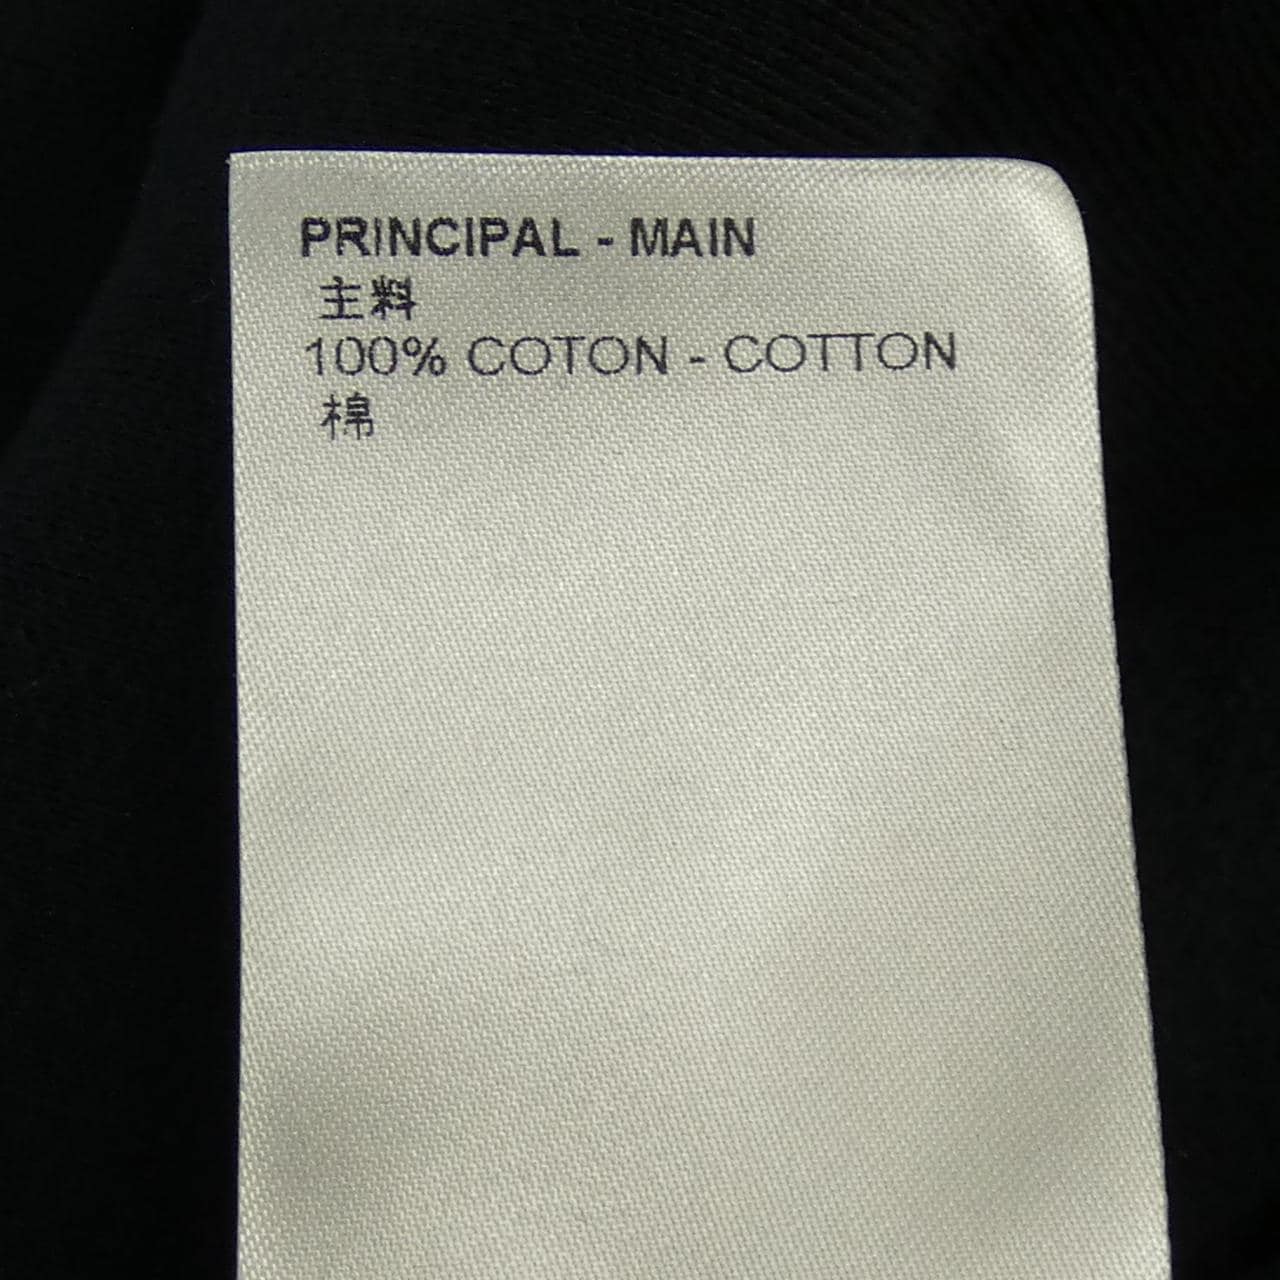 PRINCIPAL - MAIN
主料
100% COTON - COTTON
棉